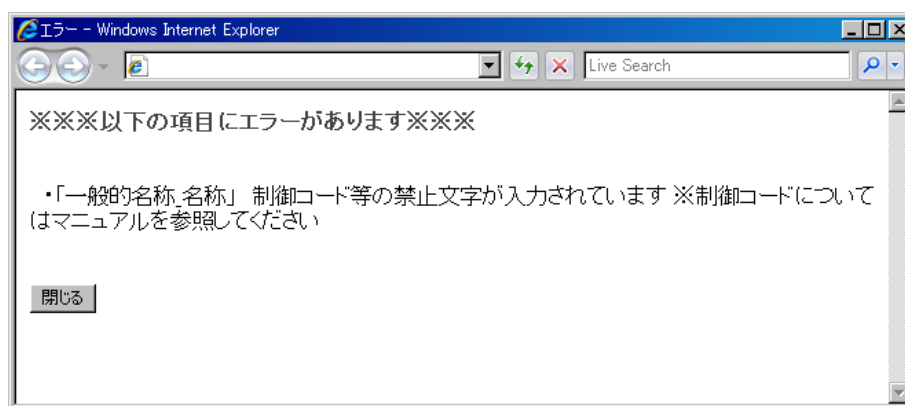 エラー - Windows Internet Explorer
Live Search
※※※以下の項目にエラーがあります※※※
・「一般的名称_名称」 制御コード等の禁止文字が入力されています ※制御コードについて
はマニュアルを参照してください
閉じる